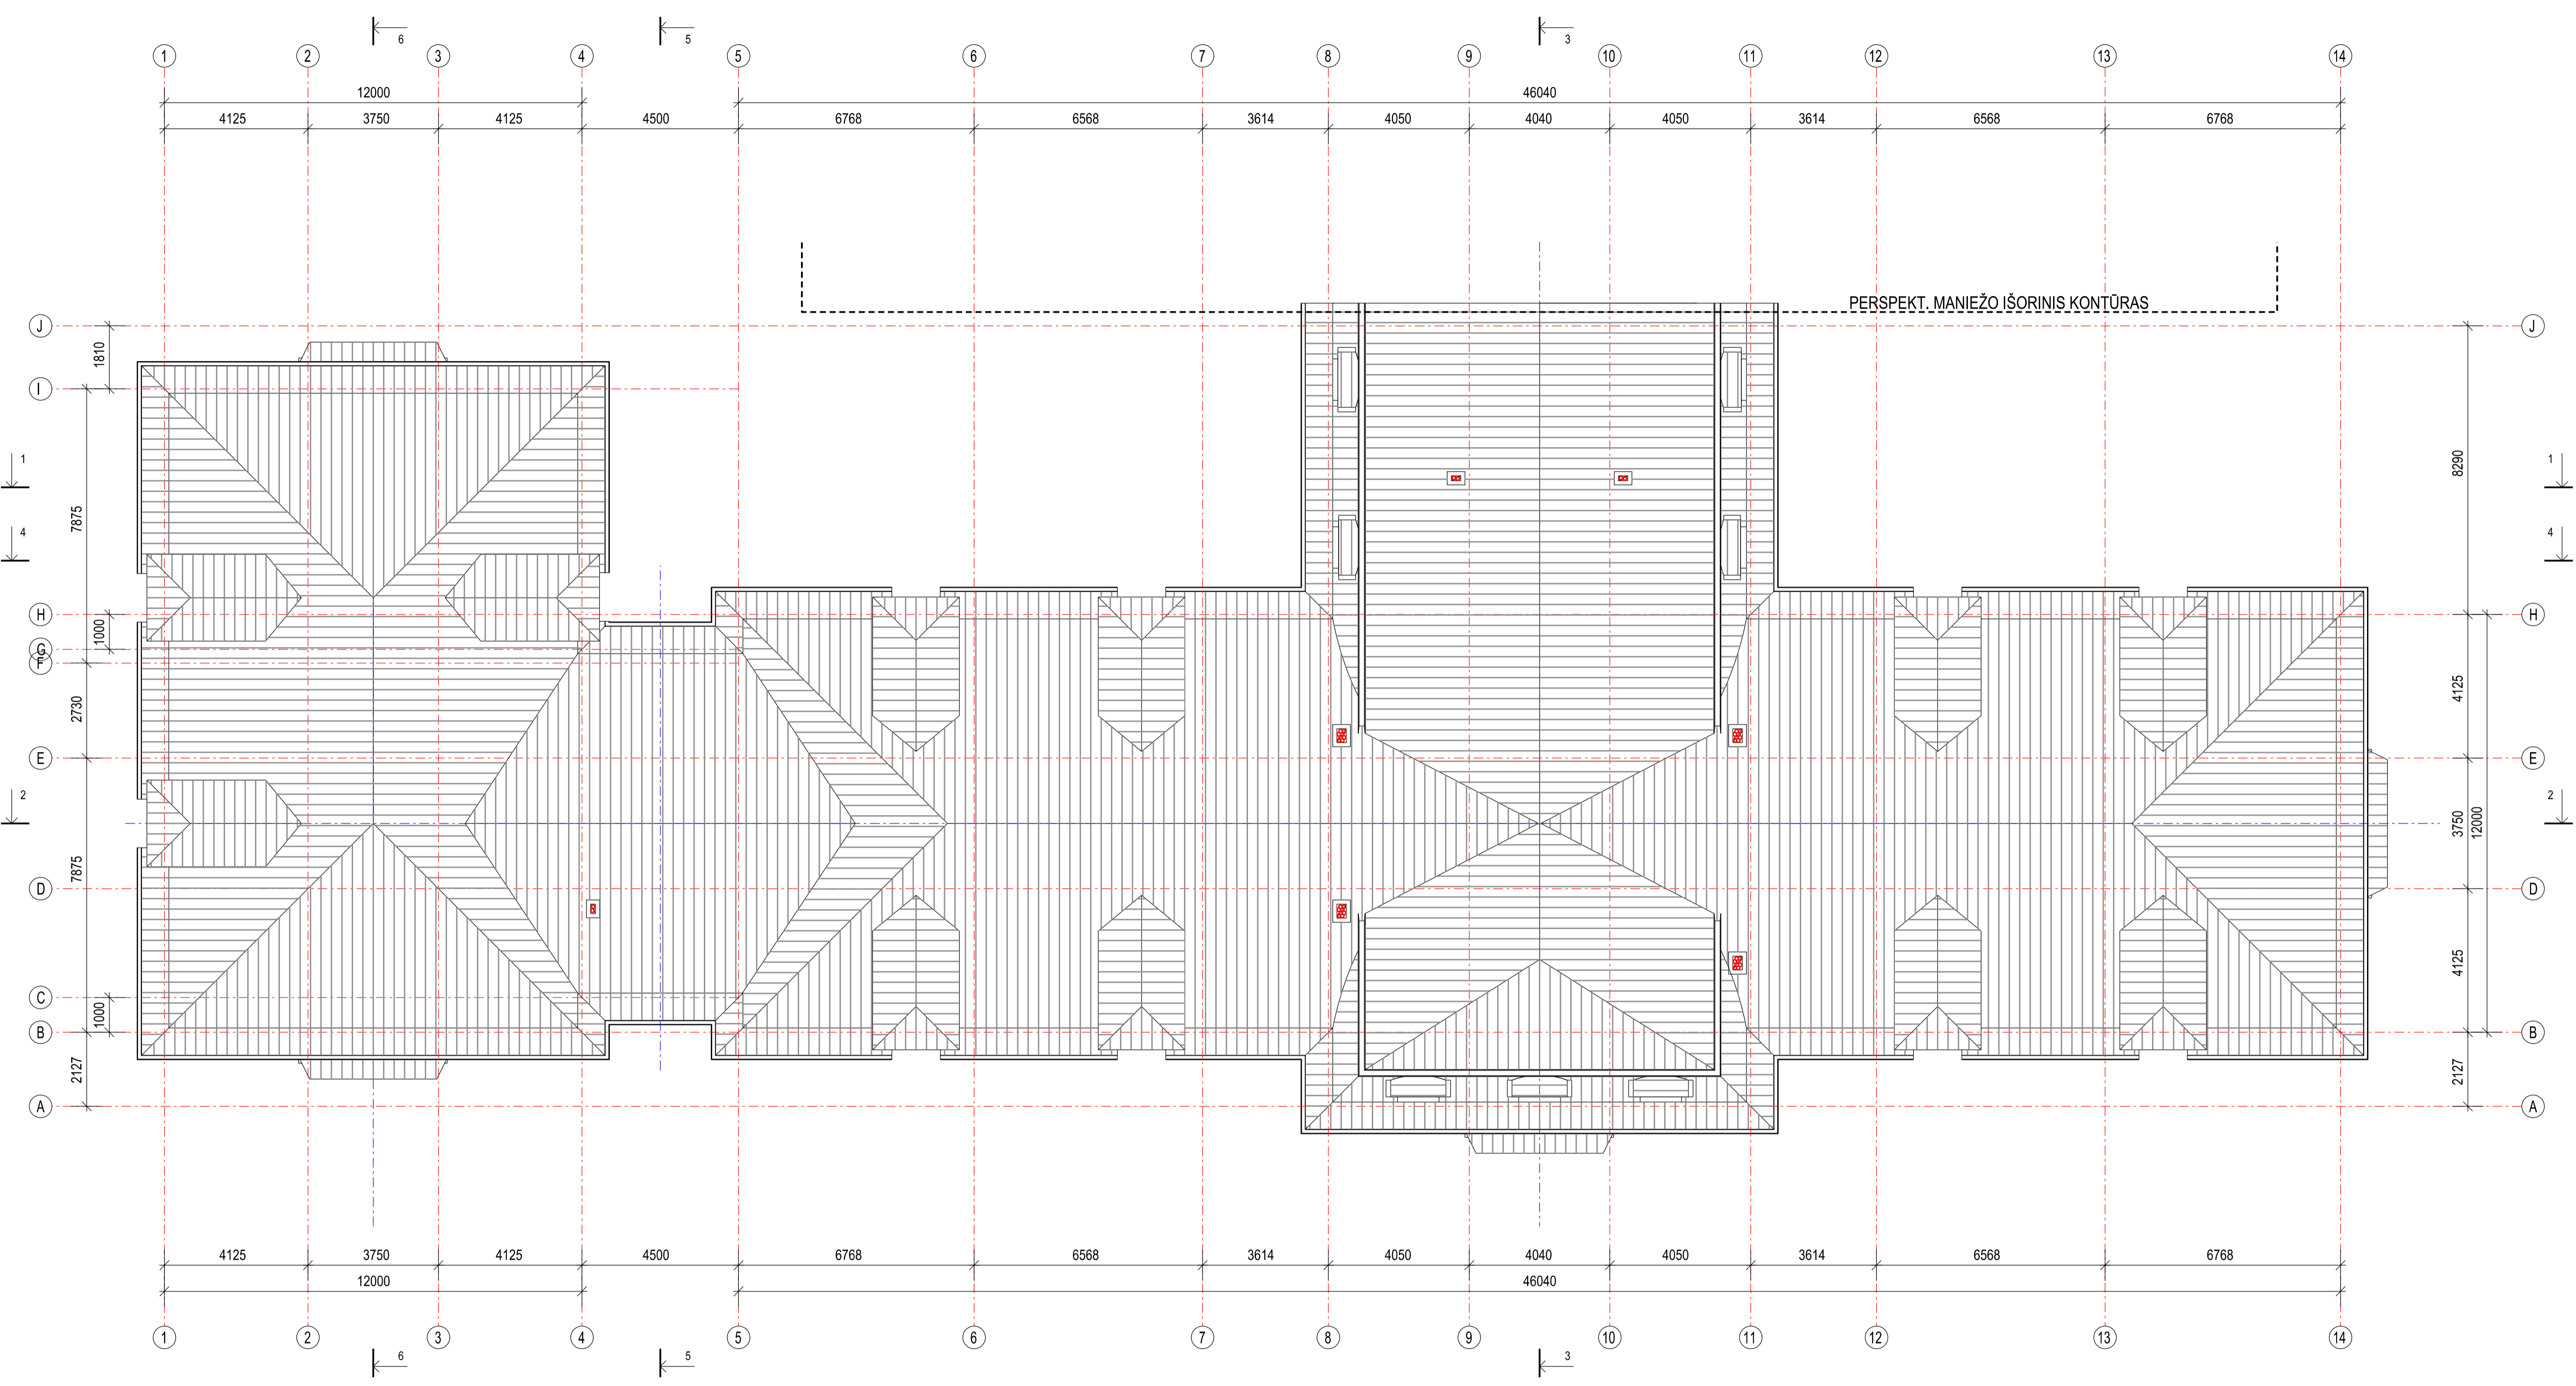 6 5 3
1 2 3 4 5 6 7 8 9 10 11 12 13 14
12000 46040
4125 3750 4125 4500 6768 6568 3614 4050 4040 4050 3614 6568 6768
PERSPEKT. MANIEŽO IŠORINIS KONTŪRAS
J J
1810
I
1 8290 1
7875
4 4
H H
1000
G
F
2730 4125
E E
2 3750 12000 2
7875
D D
4125
C
1000
B B
2127 2127
A A
4125 3750 4125 4500 6768 6568 3614 4050 4040 4050 3614 6568 6768
12000 46040
1 2 3 4 5 6 7 8 9 10 11 12 13 14
6 5 3